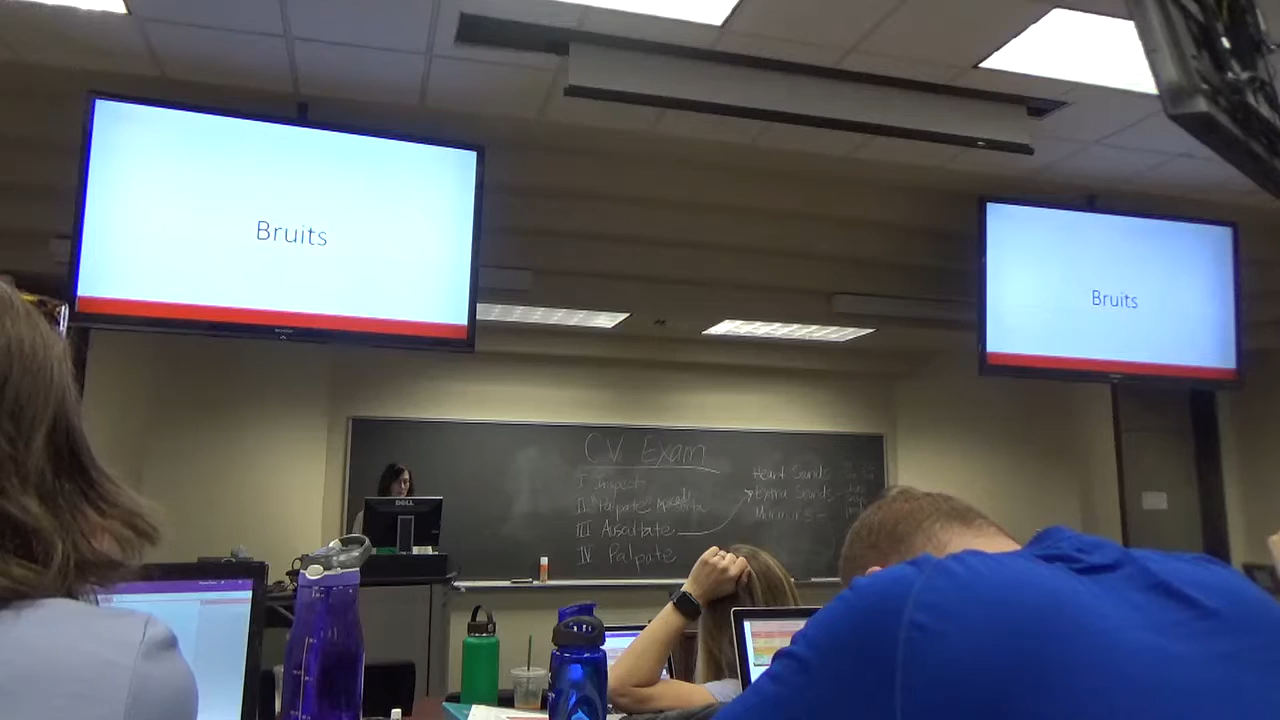 Bruits
Bruits
CV Exam
I Inspect
II "Palpate"
III Auscultate
IV Palpate
Heart Sounds
Extra Sounds
Murmurs
DELL